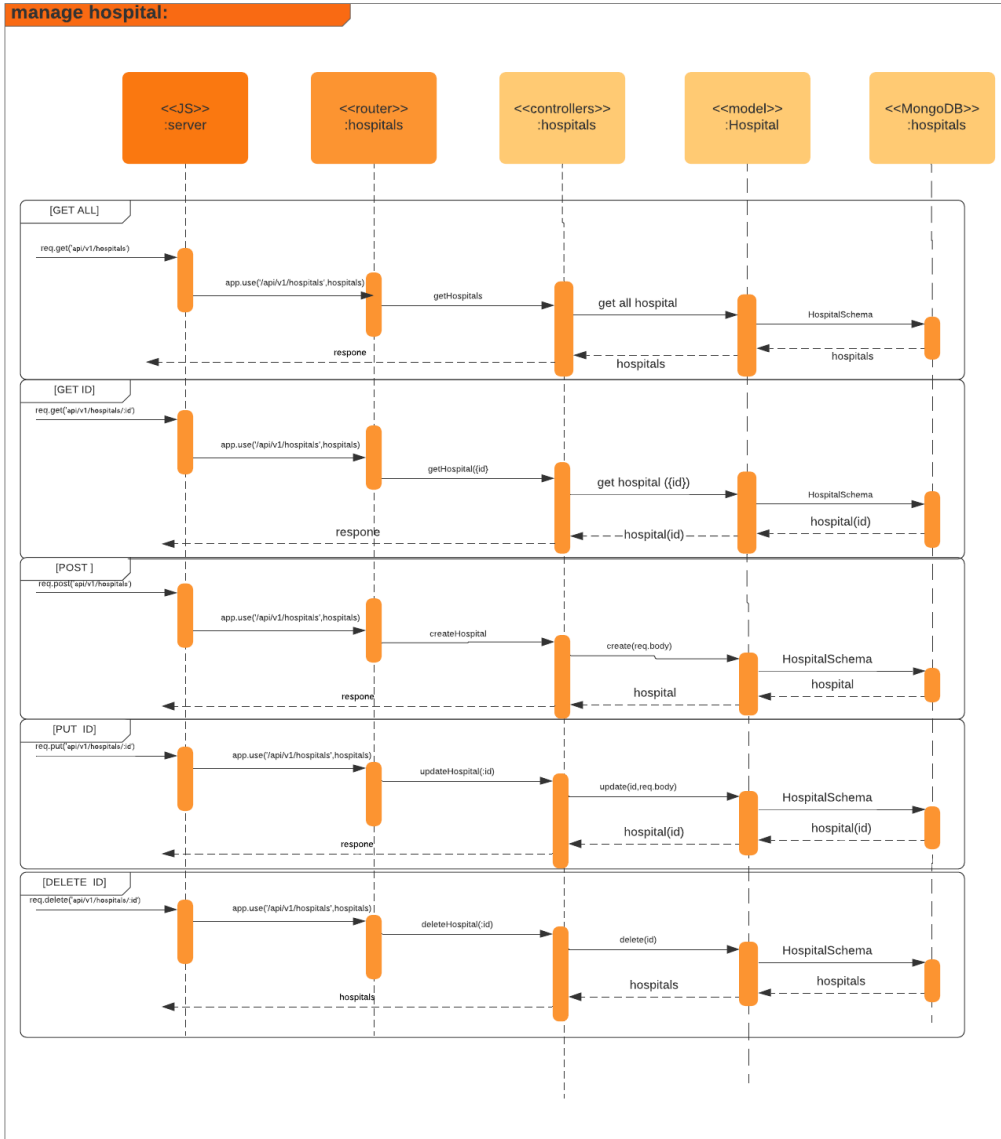 manage hospital:
<<JS>>
:server
<<router>>
:hospitals
<<controllers>>
:hospitals
<<model>>
:Hospital
<<MongoDB>>
:hospitals
[GET ALL]
req.get('api/v1/hospitals')
app.use('/api/v1/hospitals',hospitals)
getHospitals
get all hospital
HospitalSchema
hospitals
hospitals
respone
[GET ID]
req.get('api/v1/hospitals/:id')
app.use('/api/v1/hospitals',hospitals)
getHospital({id}
get hospital ({id})
HospitalSchema
hospital(id)
hospital(id)
respone
[POST ]
req.post('api/v1/hospitals')
app.use('/api/v1/hospitals',hospitals)
createHospital
create(req.body)
HospitalSchema
hospital
hospital
respone
[PUT  ID]
req.put('api/v1/hospitals/:id')
app.use('/api/v1/hospitals',hospitals)
updateHospital(:id)
update(id,req.body)
HospitalSchema
hospital(id)
hospital(id)
respone
[DELETE  ID]
req.delete('api/v1/hospitals/:id')
app.use('/api/v1/hospitals',hospitals)
deleteHospital(:id)
delete(id)
HospitalSchema
hospitals
hospitals
hospitals